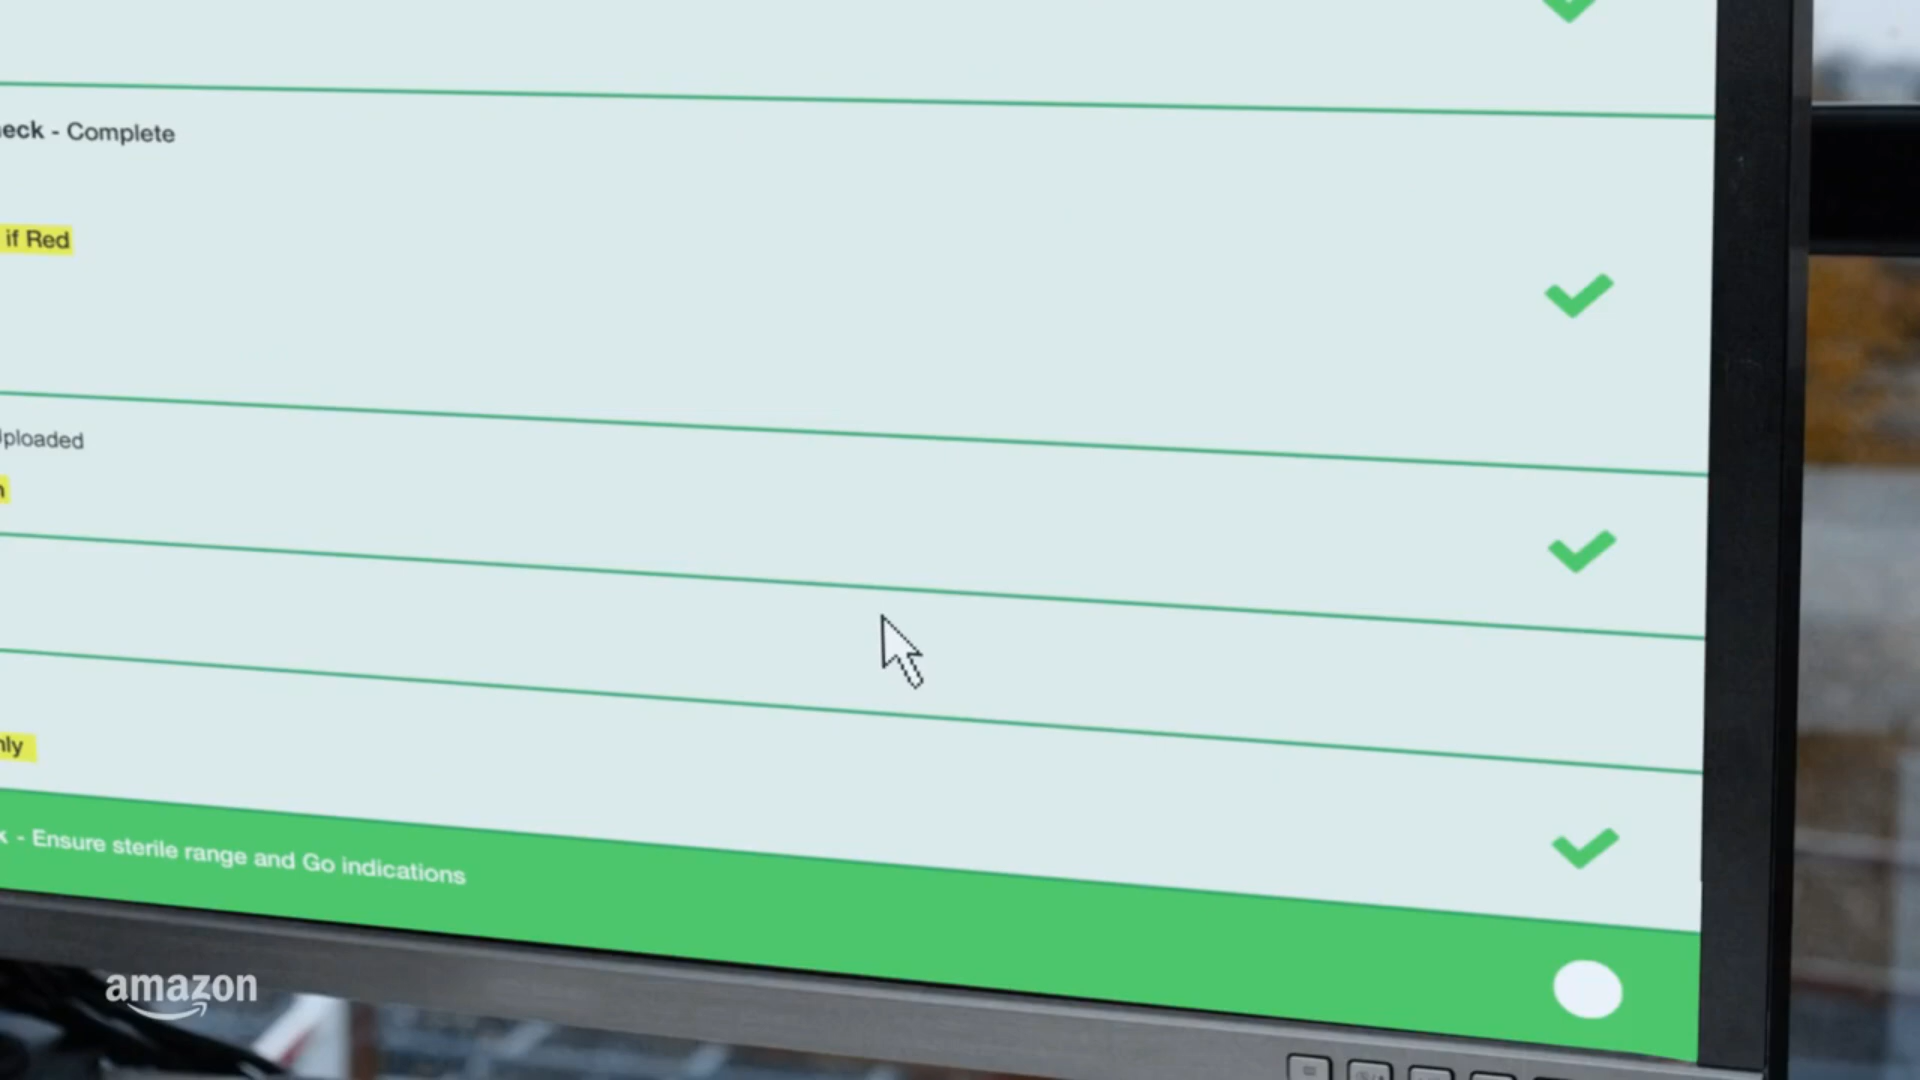 eck - Complete
if Red
ploaded
n
nly
- Ensure sterile range and Go indications
amazon